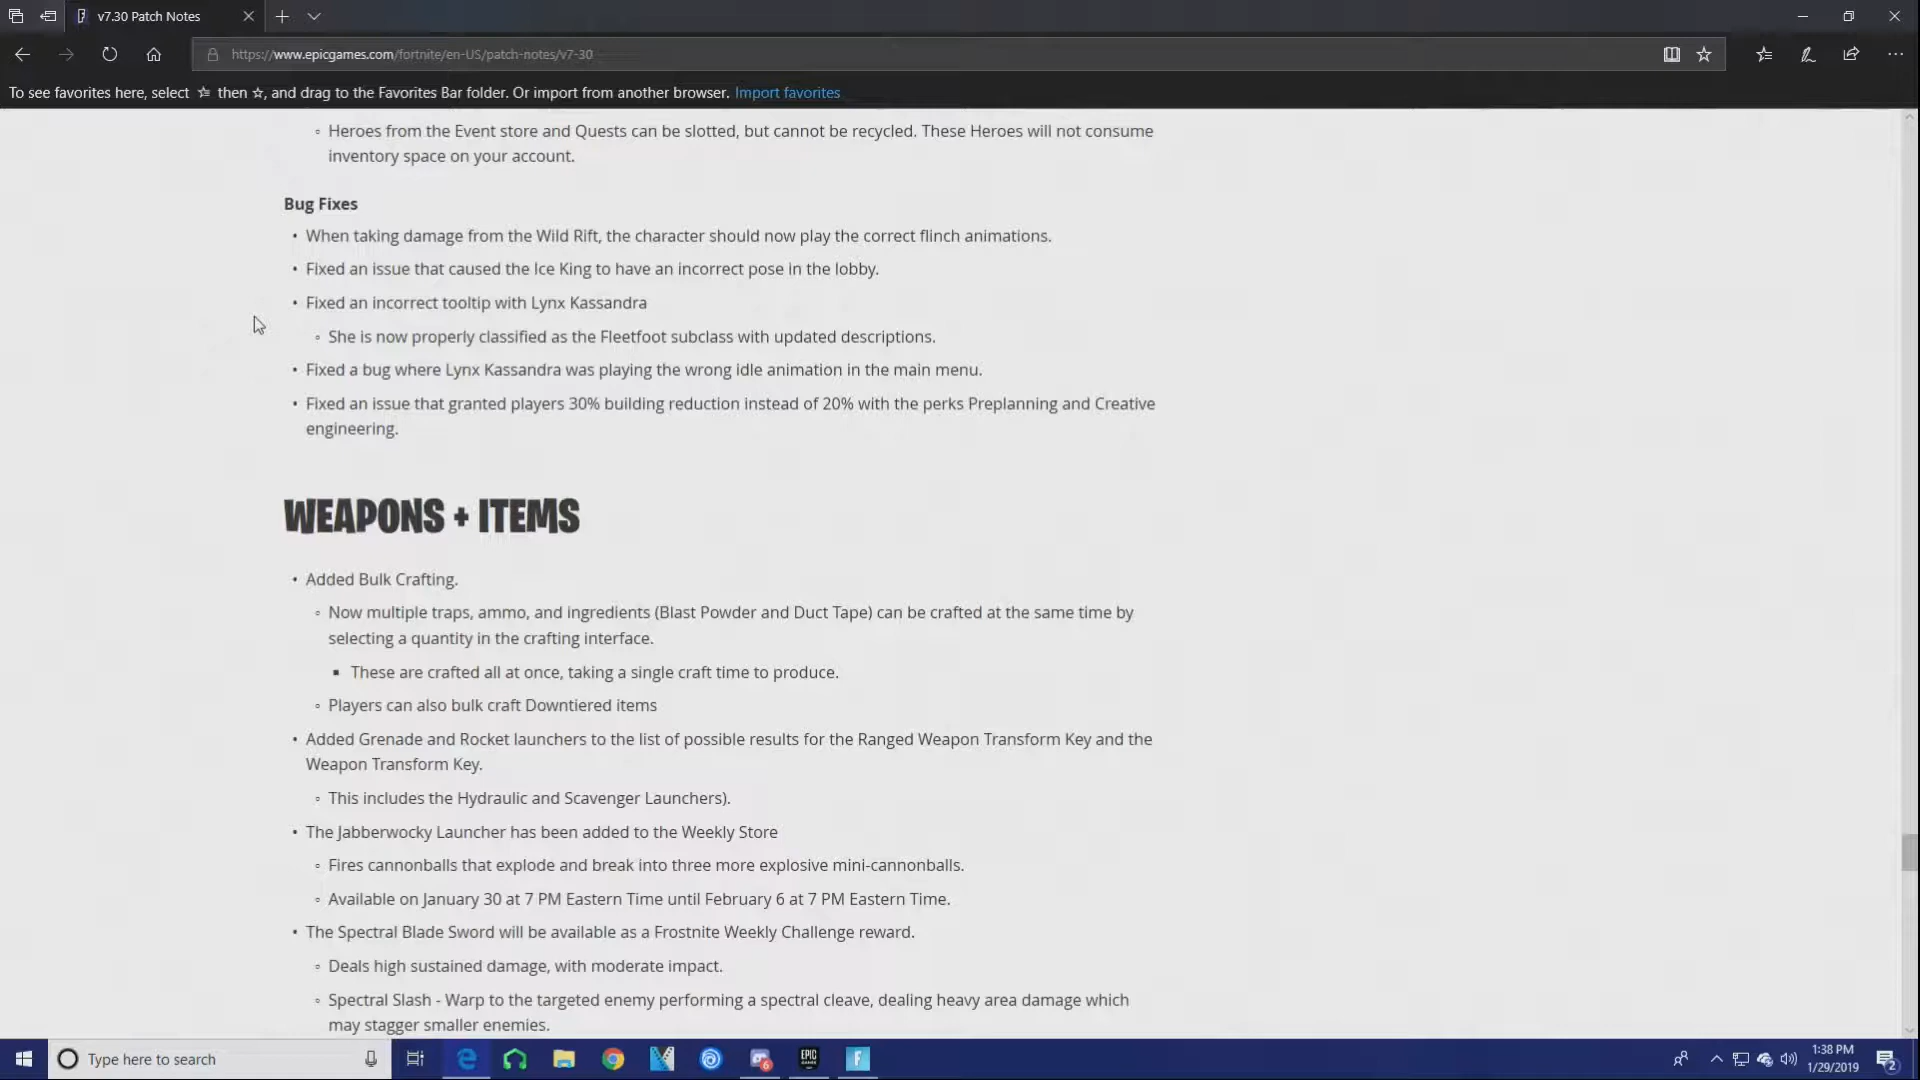 v7.30 Patch Notes
https://www.epicgames.com/fortnite/en-US/patch-notes/v7-30
To see favorites here, select ☆ then ☆, and drag to the Favorites Bar folder. Or import from another browser. Import favorites
◦ Heroes from the Event store and Quests can be slotted, but cannot be recycled. These Heroes will not consume
inventory space on your account.
Bug Fixes
• When taking damage from the Wild Rift, the character should now play the correct flinch animations.
• Fixed an issue that caused the Ice King to have an incorrect pose in the lobby.
• Fixed an incorrect tooltip with Lynx Kassandra
◦ She is now properly classified as the Fleetfoot subclass with updated descriptions.
• Fixed a bug where Lynx Kassandra was playing the wrong idle animation in the main menu.
• Fixed an issue that granted players 30% building reduction instead of 20% with the perks Preplanning and Creative
engineering.
WEAPONS + ITEMS
• Added Bulk Crafting.
◦ Now multiple traps, ammo, and ingredients (Blast Powder and Duct Tape) can be crafted at the same time by
selecting a quantity in the crafting interface.
▪ These are crafted all at once, taking a single craft time to produce.
◦ Players can also bulk craft Downtiered items
• Added Grenade and Rocket launchers to the list of possible results for the Ranged Weapon Transform Key and the
Weapon Transform Key.
◦ This includes the Hydraulic and Scavenger Launchers).
• The Jabberwocky Launcher has been added to the Weekly Store
◦ Fires cannonballs that explode and break into three more explosive mini-cannonballs.
◦ Available on January 30 at 7 PM Eastern Time until February 6 at 7 PM Eastern Time.
• The Spectral Blade Sword will be available as a Frostnite Weekly Challenge reward.
◦ Deals high sustained damage, with moderate impact.
◦ Spectral Slash - Warp to the targeted enemy performing a spectral cleave, dealing heavy area damage which
may stagger smaller enemies.
Type here to search
6
EPIC
GAMES
F
1:38 PM
1/29/2019
2